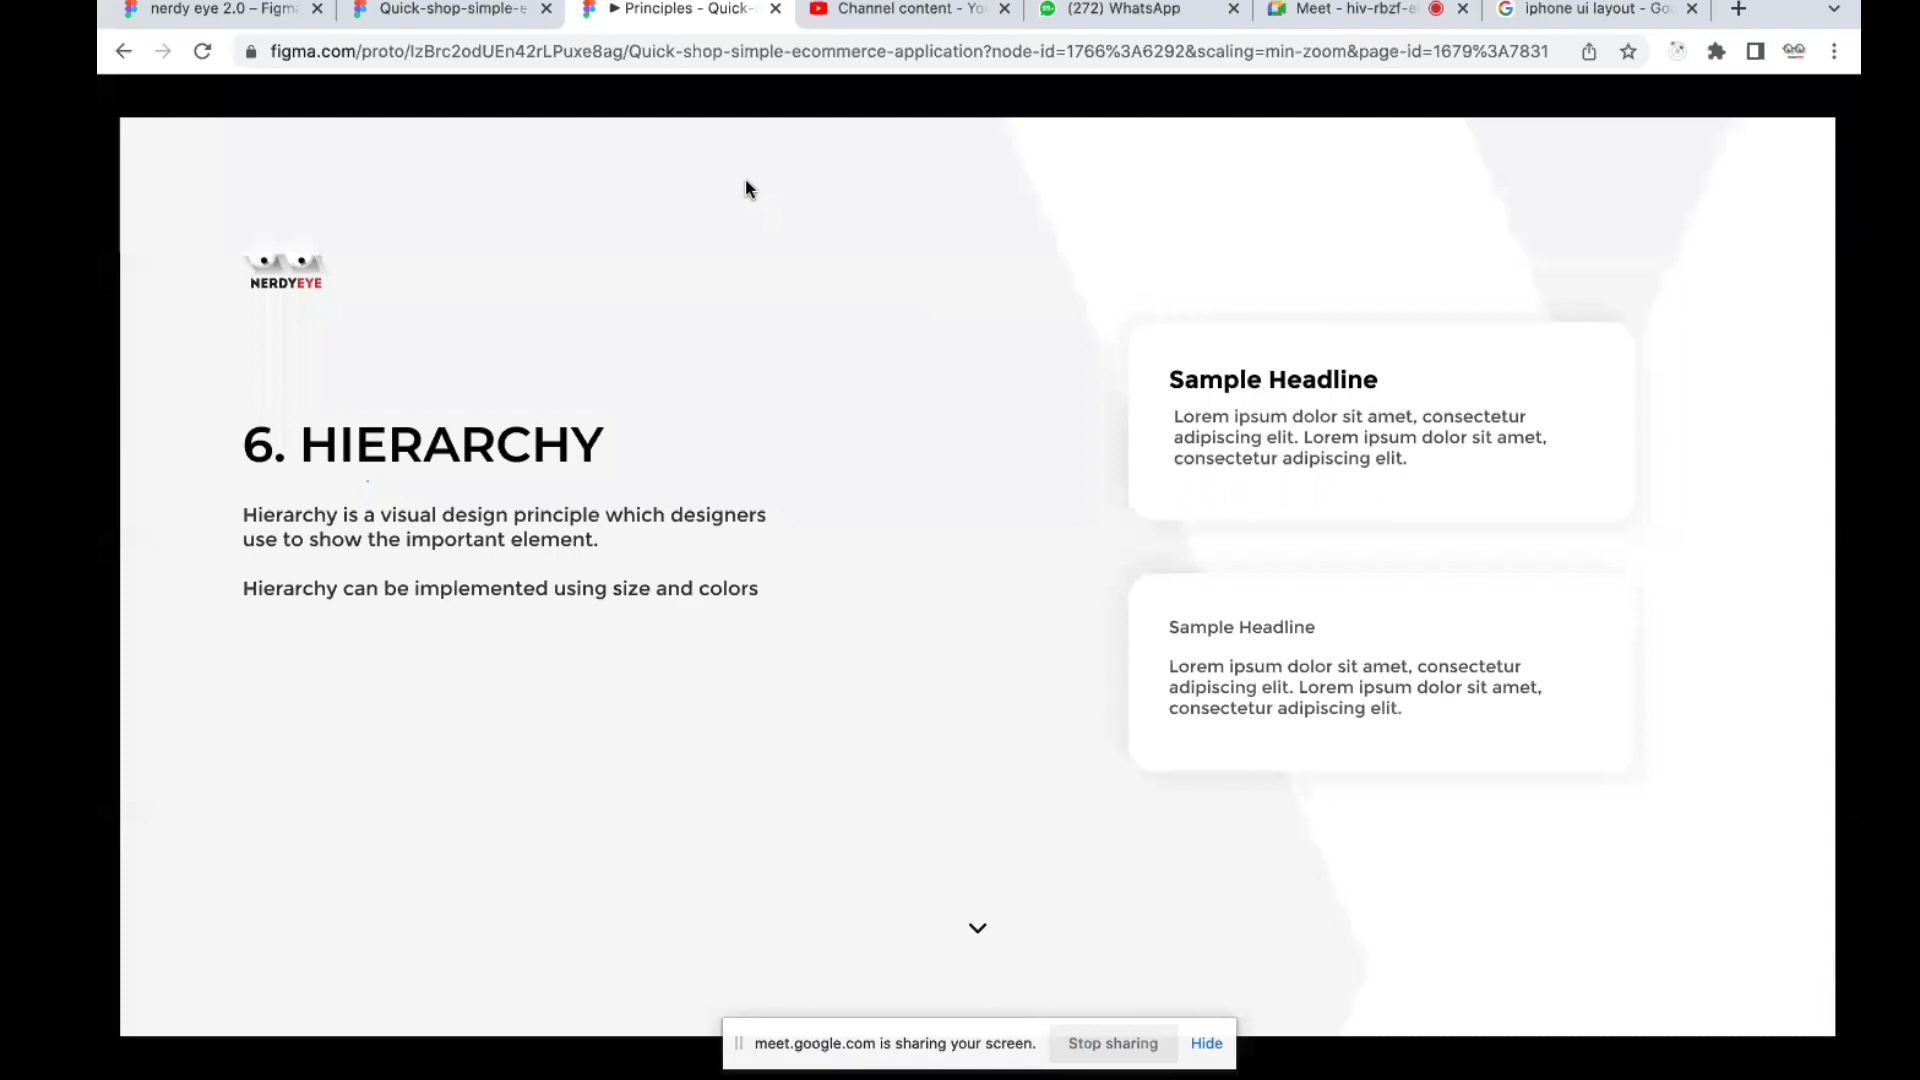 nerdy eye 2.0 – Figma
Quick-shop-simple-e
Principles - Quick-
Channel content - Yo
(272) WhatsApp
Meet - hiv-rbzf-e
iphone ui layout - Go
figma.com/proto/IzBrc2odUEn42rLPuxe8ag/Quick-shop-simple-ecommerce-application?node-id=1766%3A6292&scaling=min-zoom&page-id=1679%3A7831
NERDYEYE
6. HIERARCHY
Hierarchy is a visual design principle which designers
use to show the important element.
Hierarchy can be implemented using size and colors
Sample Headline
Lorem ipsum dolor sit amet, consectetur
adipiscing elit. Lorem ipsum dolor sit amet,
consectetur adipiscing elit.
Sample Headline
Lorem ipsum dolor sit amet, consectetur
adipiscing elit. Lorem ipsum dolor sit amet,
consectetur adipiscing elit.
meet.google.com is sharing your screen.
Stop sharing
Hide